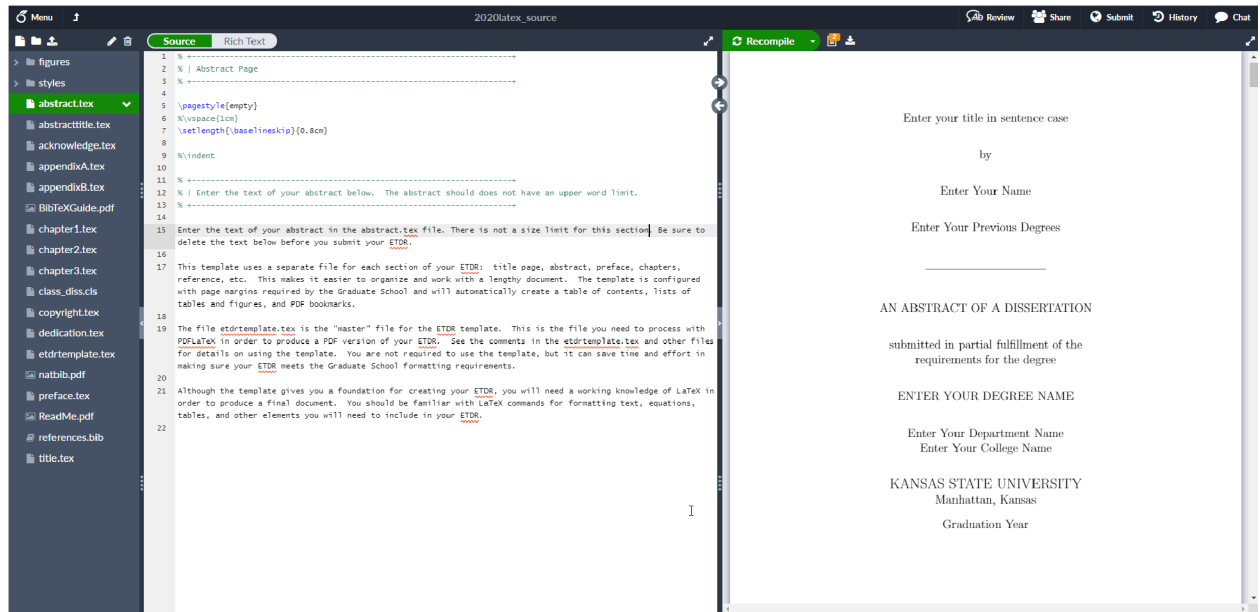 Menu
2020latex_source
Review
Share
Submit
History
Chat
Source
Rich Text
Recompile
2
figures
styles
abstract.tex
abstracttitle.tex
acknowledge.tex
appendixA.tex
appendixB.tex
BibTeXGuide.pdf
chapter1.tex
chapter2.tex
chapter3.tex
class_diss.cls
copyright.tex
dedication.tex
etdrtemplate.tex
natbib.pdf
preface.tex
ReadMe.pdf
references.bib
title.tex
1 % +----------------------------------------------------------------------+
2 % | Abstract Page
3 % +----------------------------------------------------------------------+
4
5 \pagestyle{empty}
6 %\vspace{1cm}
7 \setlength{\baselineskip}{0.8cm}
8
9 %\indent
10
11 % +----------------------------------------------------------------------+
12 % | Enter the text of your abstract below.  The abstract should does not have an upper word limit.
13 % +----------------------------------------------------------------------+
14
15 Enter the text of your abstract in the abstract.tex file. There is not a size limit for this section. Be sure to
delete the text below before you submit your ETDR.
16
17 This template uses a separate file for each section of your ETDR:  title page, abstract, preface, chapters,
reference, etc.  This makes it easier to organize and work with a lengthy document.  The template is configured
with page margins required by the Graduate School and will automatically create a table of contents, lists of
tables and figures, and PDF bookmarks.
18
19 The file etdrtemplate.tex is the "master" file for the ETDR template.  This is the file you need to process with
PDFLaTeX in order to produce a PDF version of your ETDR.  See the comments in the etdrtemplate.tex and other files
for details on using the template.  You are not required to use the template, but it can save time and effort in
making sure your ETDR meets the Graduate School formatting requirements.
20
21 Although the template gives you a foundation for creating your ETDR, you will need a working knowledge of LaTeX in
order to produce a final document.  You should be familiar with LaTeX commands for formatting text, equations,
tables, and other elements you will need to include in your ETDR.
22
Enter your title in sentence case
by
Enter Your Name
Enter Your Previous Degrees
AN ABSTRACT OF A DISSERTATION
submitted in partial fulfillment of the
requirements for the degree
ENTER YOUR DEGREE NAME
Enter Your Department Name
Enter Your College Name
KANSAS STATE UNIVERSITY
Manhattan, Kansas
Graduation Year